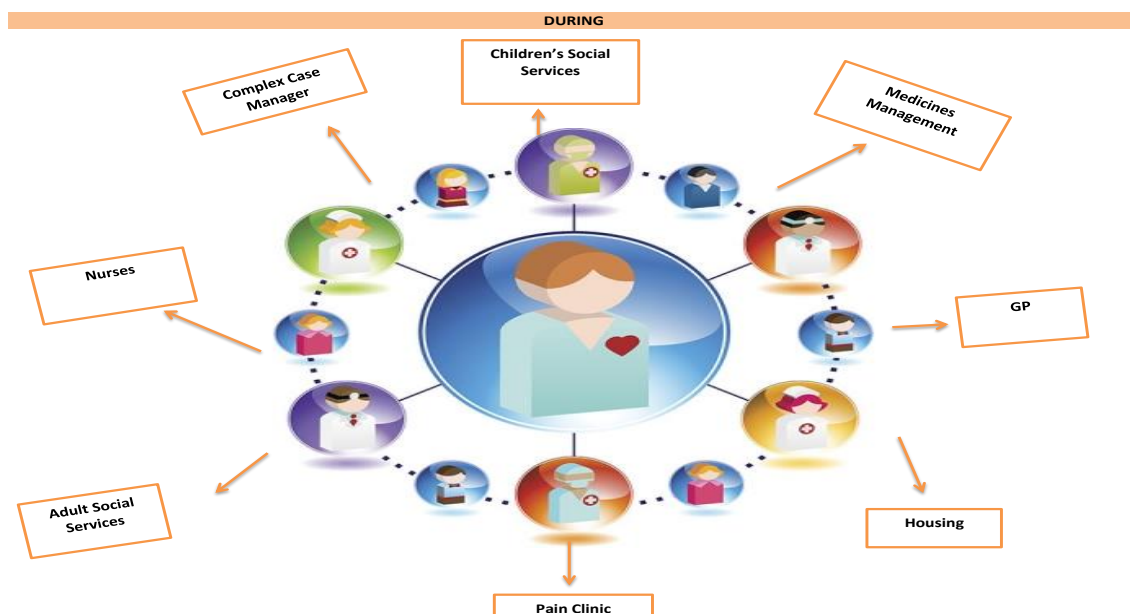 DURING
Children's Social
Services
Complex Case
Manager
Medicines
Management
Nurses
GP
Adult Social
Services
Housing
Pain Clinic